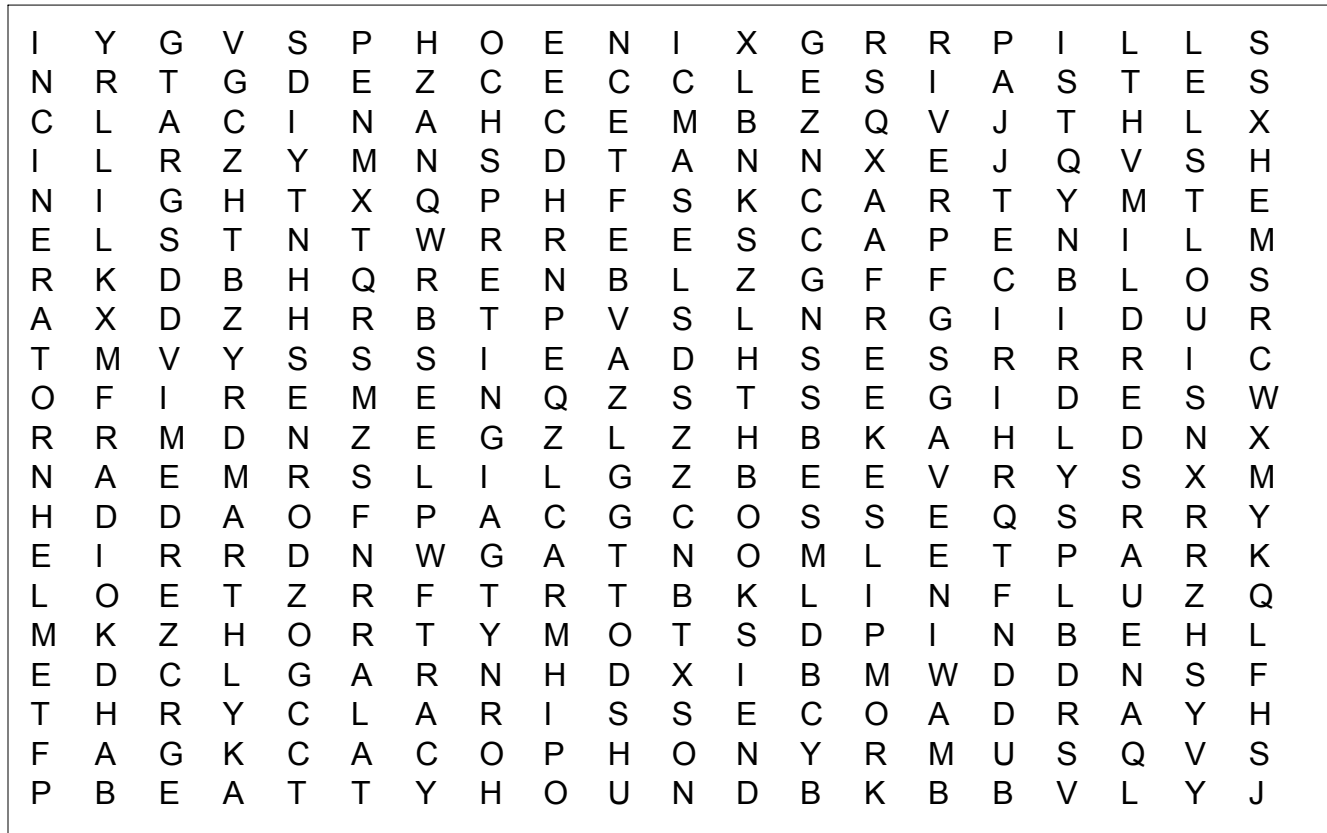 I Y G V S P H O E N I X G R R P I L L S
N R T G D E Z C E C C L E S I A S T E S
C L A C I N A H C E M B Z Q V J T H L X
I L R Z Y M N S D T A N N X E J Q V S H
N I G H T X Q P H F S K C A R T Y M T E
E L S T N T W R R E E S C A P E N I L M
R K D B H Q R E N B L Z G F F C B L O S
A X D Z H R B T P V S L N R G I I D U R
T M V Y S S S I E A D H S E S R R R I C
O F I R E M E N Q Z S T S E G I D E S W
R R M D N Z E G Z L Z H B K A H L D N X
N A E M R S L I L G Z B E E V R Y S X M
H D D A O F P A C G C O S S E Q S R R Y
E I R R D N W G A T N O M L E T P A R K
L O E T Z R F T R T B K L I N F L U Z Q
M K Z H O R T Y M O T S D P I N B E H L
E D C L G A R N H D X I B M W D D N S F
T H R Y C L A R I S S E C O A D R A Y H
F A G K C A C O P H O N Y R M U S Q V S
P B E A T T Y H O U N D B K B B V L Y J